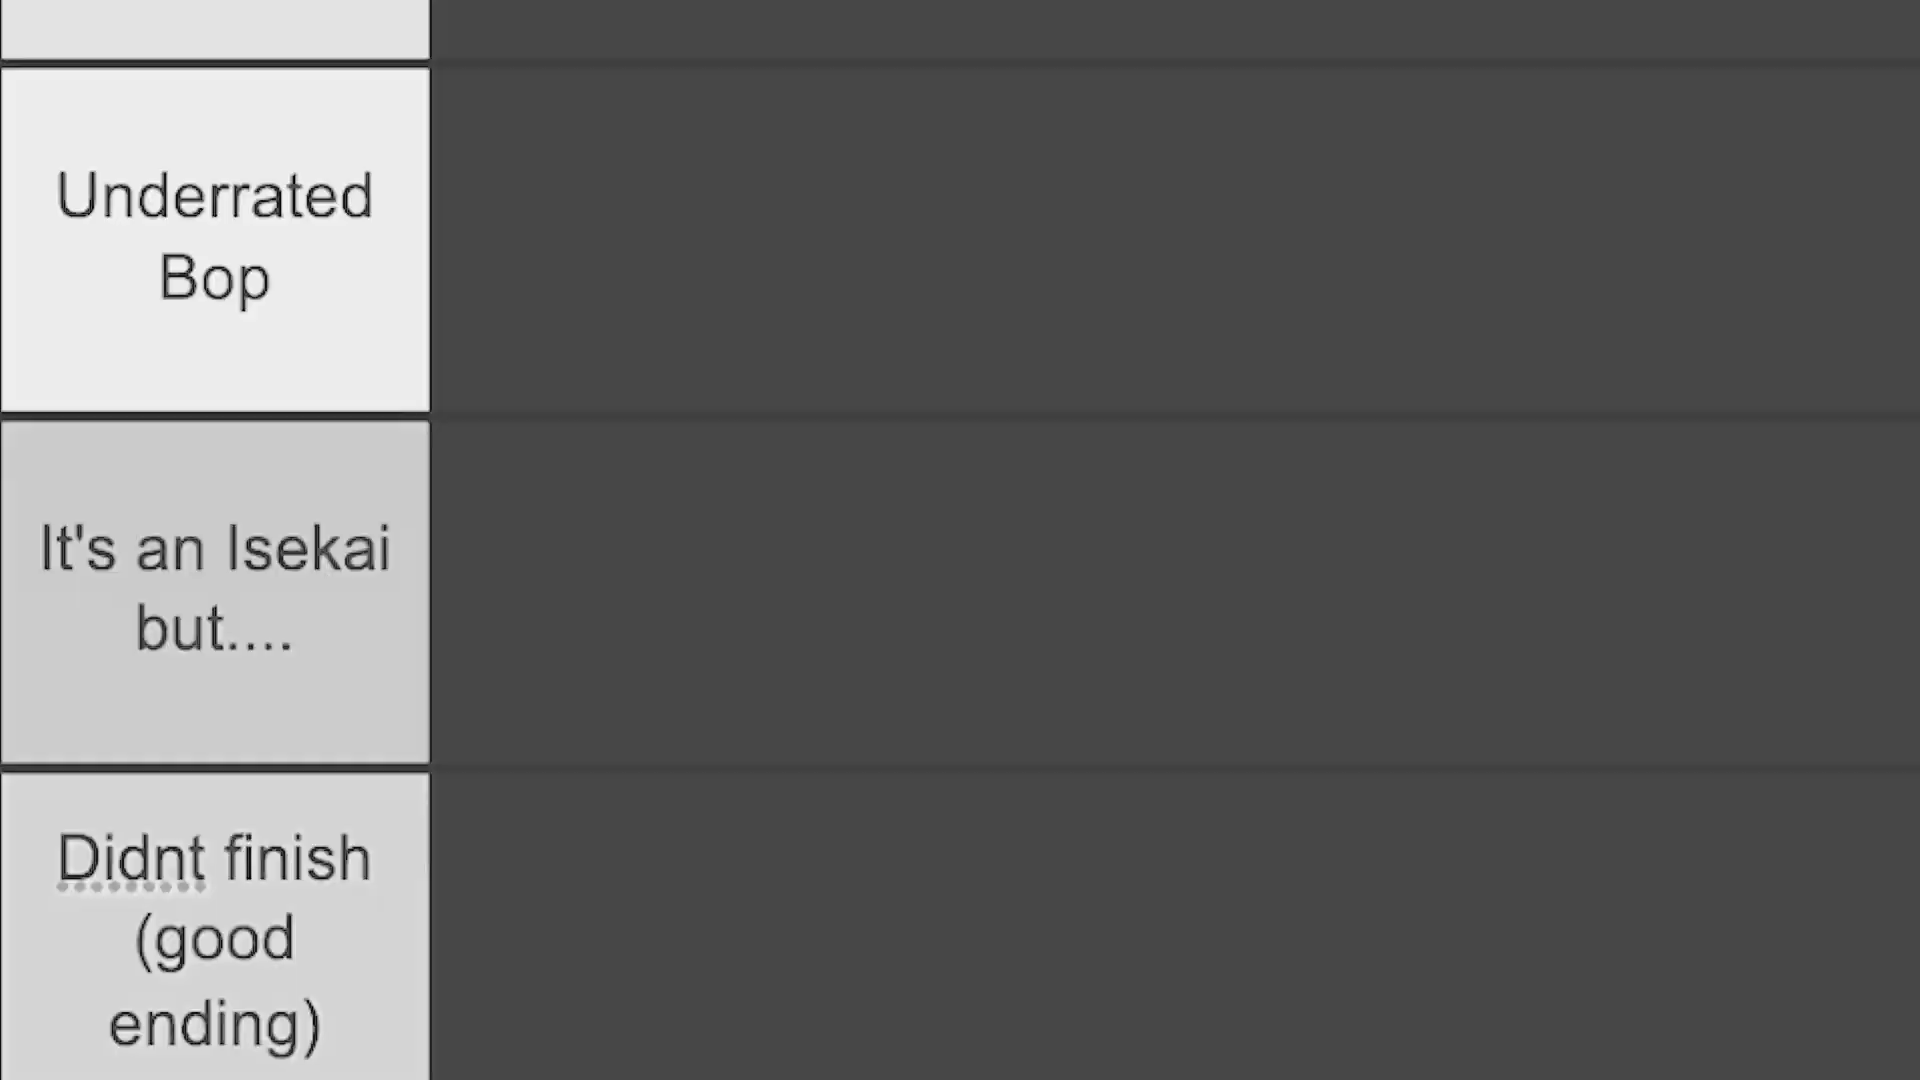 Underrated
Bop
It's an Isekai
but....
Didnt finish
(good
ending)